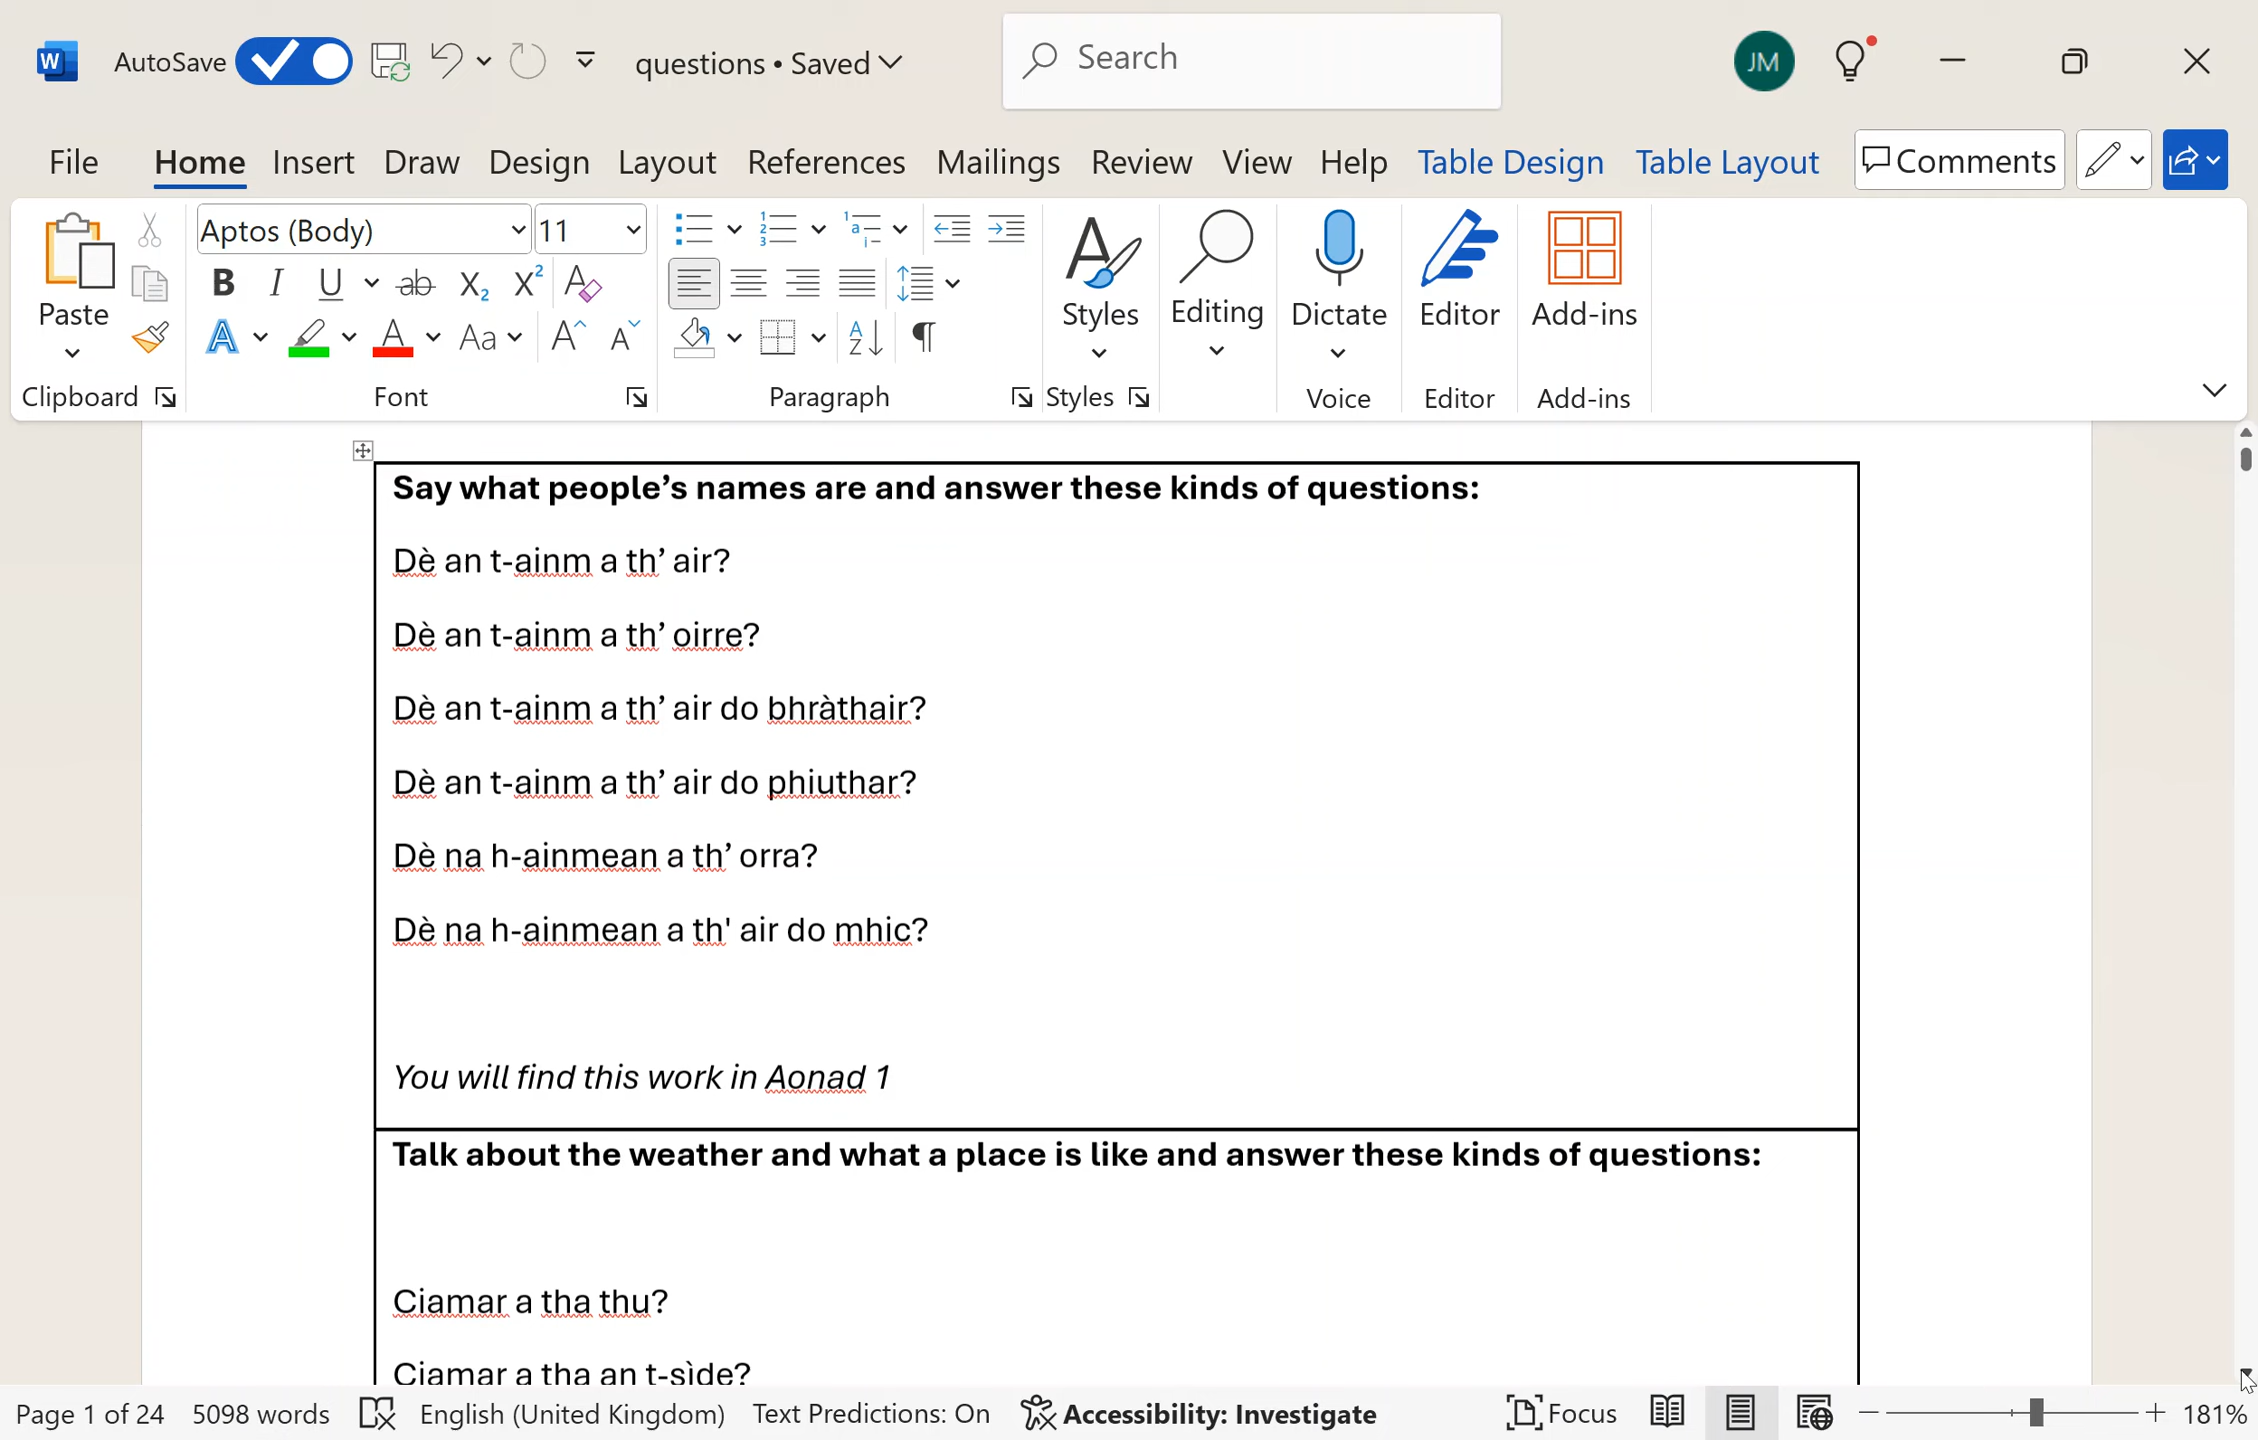 AutoSave
questions • Saved
Search
JM
File Home Insert Draw Design Layout References Mailings Review View Help Table Design Table Layout Comments
Paste
Clipboard
Aptos (Body) 11
Font
Paragraph
Styles
Styles
Editing
Dictate
Voice
Editor
Editor
Add-ins
Add-ins
Say what people’s names are and answer these kinds of questions:
Dè an t-ainm a th’ air?
Dè an t-ainm a th’ oirre?
Dè an t-ainm a th’ air do bhràthair?
Dè an t-ainm a th’ air do phiuthar?
Dè na h-ainmean a th’ orra?
Dè na h-ainmean a th' air do mhic?
You will find this work in Aonad 1
Talk about the weather and what a place is like and answer these kinds of questions:
Ciamar a tha thu?
Ciamar a tha an t-sìde?
Page 1 of 24 5098 words English (United Kingdom) Text Predictions: On Accessibility: Investigate Focus 181%